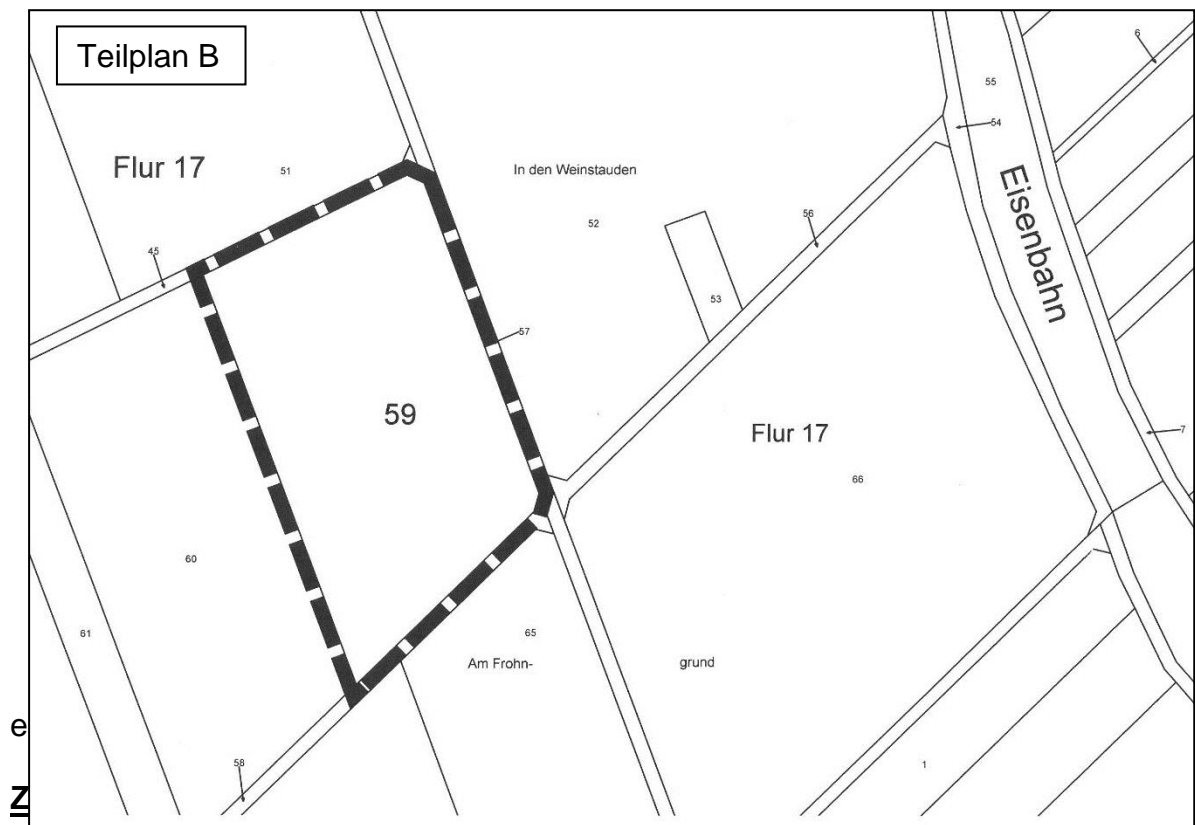 Teilplan B
6
55
54
Flur 17
51
In den Weinstauden
52
56
Eisenbahn
45
53
57
59
Flur 17
7
66
60
61
65
Am Frohn- grund
e
58
1
Z